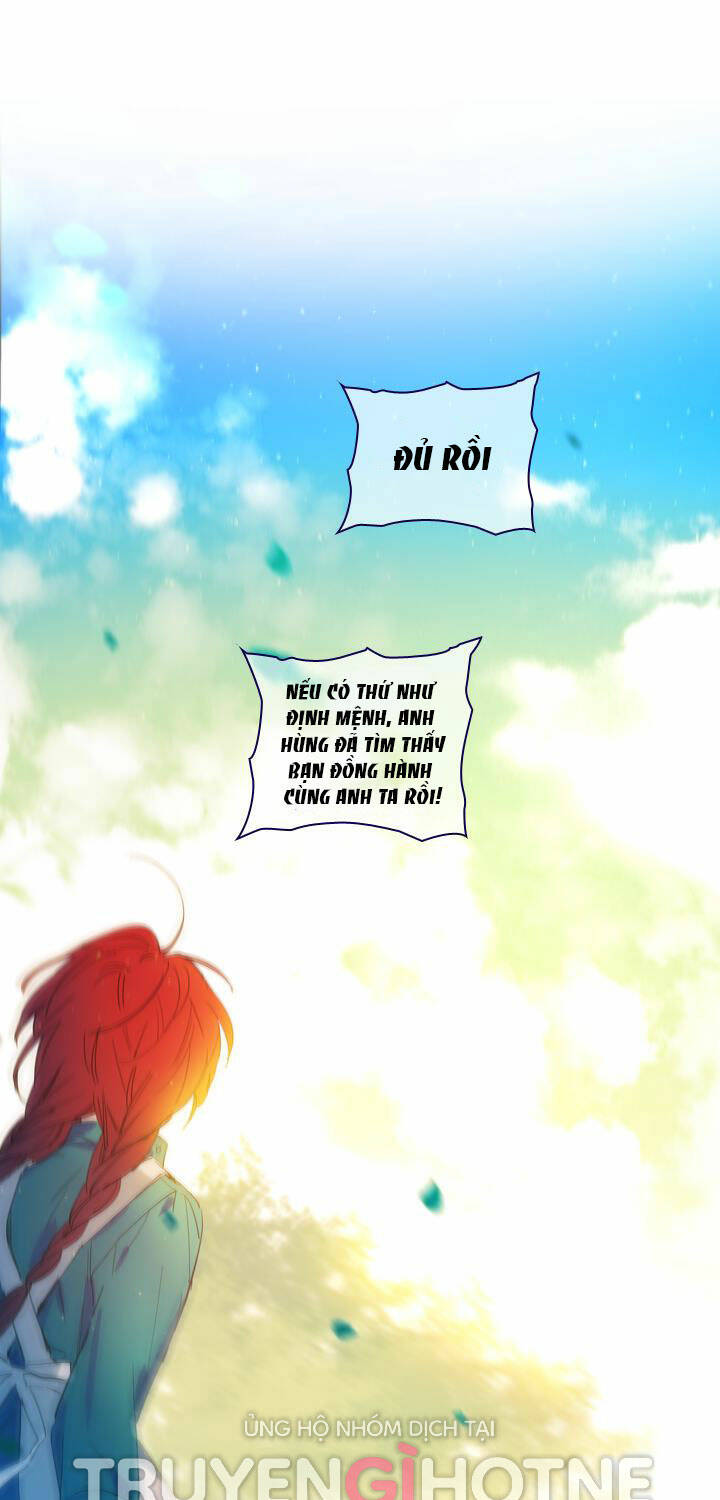 ĐỦ RỒI
NẾU CÓ THỨ NHƯ
ĐỊNH MỆNH, ANH
HÙNG ĐÃ TÌM THẤY
BẠN ĐỒNG HÀNH
CÙNG ANH TA RỒI!
ỦNG HỘ NHÓM DỊCH TẠI
TRUYENGIHOTNE